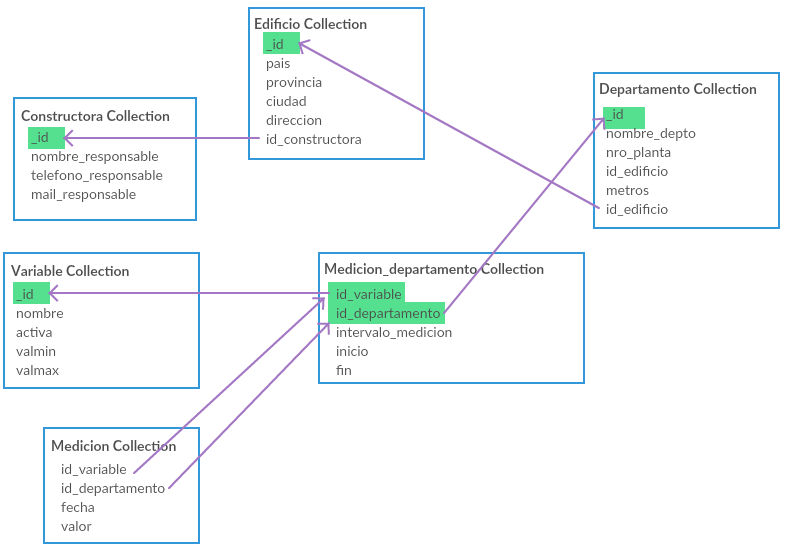 Edificio Collection
_id
pais
provincia
ciudad
direccion
id_constructora
Departamento Collection
_id
nombre_depto
nro_planta
id_edificio
metros
id_edificio
Constructora Collection
_id
nombre_responsable
telefono_responsable
mail_responsable
Variable Collection
_id
nombre
activa
valmin
valmax
Medicion_departamento Collection
id_variable
id_departamento
intervalo_medicion
inicio
fin
Medicion Collection
id_variable
id_departamento
fecha
valor